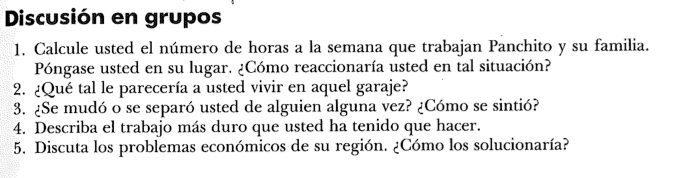 Discusión en grupos
1. Calcule usted el número de horas a la semana que trabajan Panchito y su familia.
Póngase usted en su lugar. ¿Cómo reaccionaría usted en tal situación?
2. ¿Qué tal le parecería a usted vivir en aquel garaje?
3. ¿Se mudó o se separó usted de alguien alguna vez? ¿Cómo se sintió?
4. Describa el trabajo más duro que usted ha tenido que hacer.
5. Discuta los problemas económicos de su región. ¿Cómo los solucionaría?